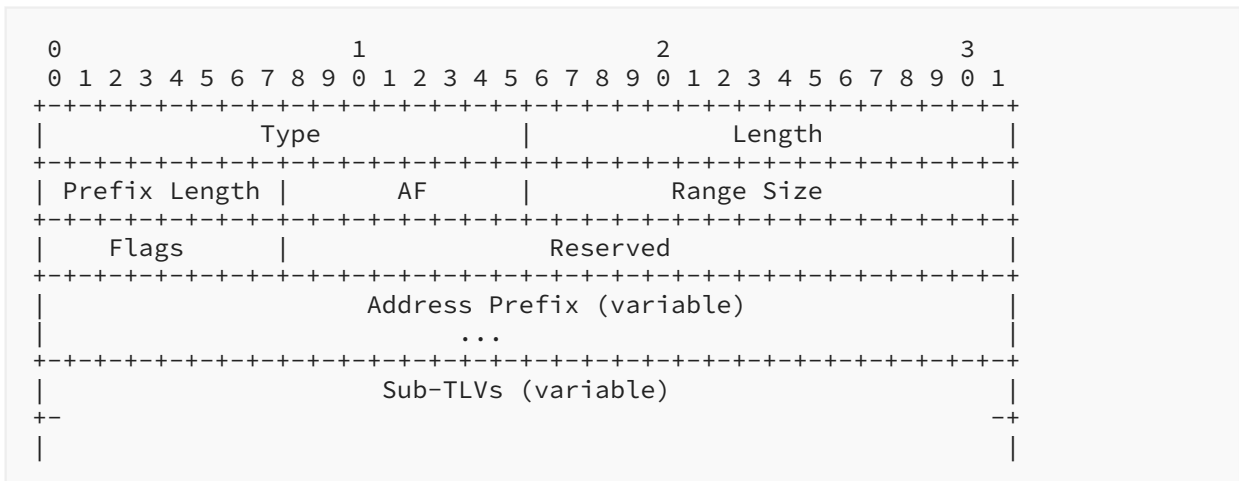 0                   1                   2                   3
 0 1 2 3 4 5 6 7 8 9 0 1 2 3 4 5 6 7 8 9 0 1 2 3 4 5 6 7 8 9 0 1
+-+-+-+-+-+-+-+-+-+-+-+-+-+-+-+-+-+-+-+-+-+-+-+-+-+-+-+-+-+-+-+-+
|              Type             |             Length            |
+-+-+-+-+-+-+-+-+-+-+-+-+-+-+-+-+-+-+-+-+-+-+-+-+-+-+-+-+-+-+-+-+
| Prefix Length |       AF      |         Range Size            |
+-+-+-+-+-+-+-+-+-+-+-+-+-+-+-+-+-+-+-+-+-+-+-+-+-+-+-+-+-+-+-+-+
|    Flags      |                 Reserved                      |
+-+-+-+-+-+-+-+-+-+-+-+-+-+-+-+-+-+-+-+-+-+-+-+-+-+-+-+-+-+-+-+-+
|                     Address Prefix (variable)                 |
|                           ...                                 |
+-+-+-+-+-+-+-+-+-+-+-+-+-+-+-+-+-+-+-+-+-+-+-+-+-+-+-+-+-+-+-+-+
|                      Sub-TLVs (variable)                      |
+-                                                             -+
|                                                               |